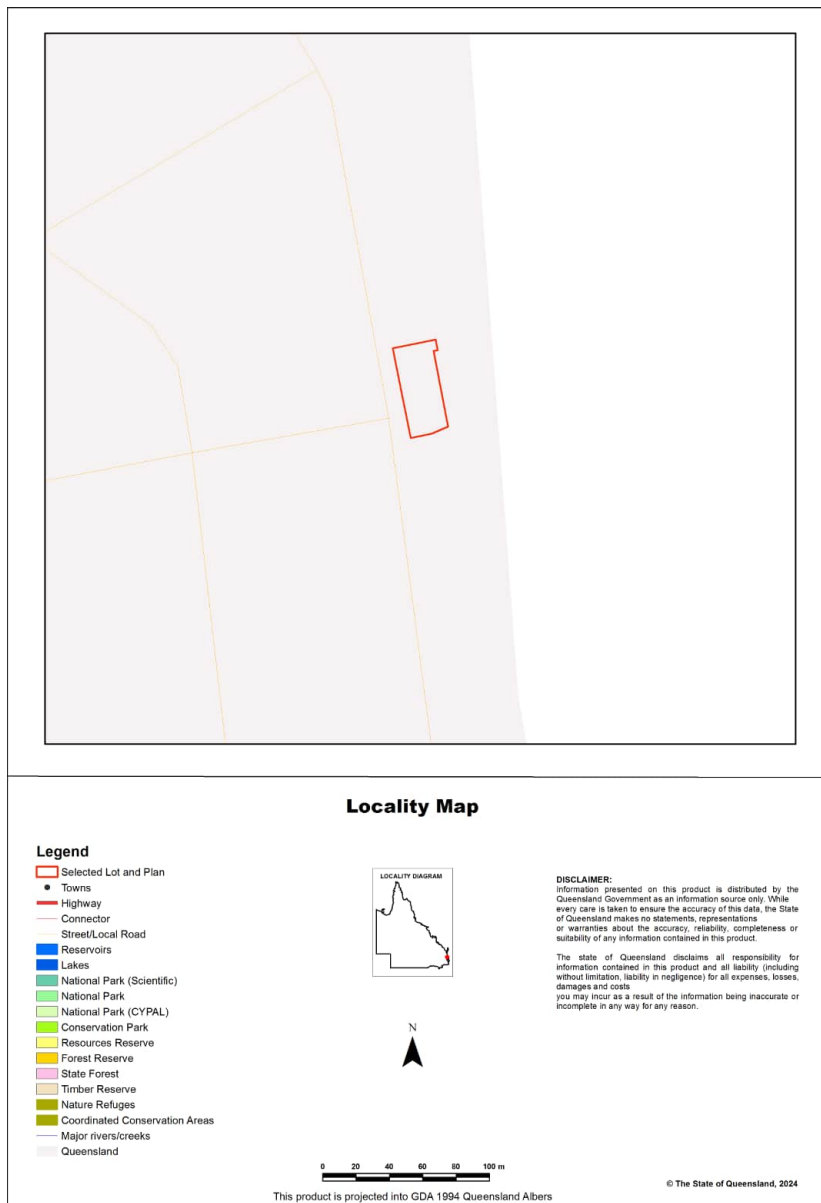 Locality Map
Legend
Selected Lot and Plan
Towns
Highway
Connector
Street/Local Road
Reservoirs
Lakes
National Park (Scientific)
National Park
National Park (CYPAL)
Conservation Park
Resources Reserve
Forest Reserve
State Forest
Timber Reserve
Nature Refuges
Coordinated Conservation Areas
Major rivers/creeks
Queensland
LOCALITY DIAGRAM
N
0 20 40 60 80 100 m
This product is projected into GDA 1994 Queensland Albers
DISCLAIMER:
Information presented on this product is distributed by the
Queensland Government as an information source only. While
every care is taken to ensure the accuracy of this data, the State
of Queensland makes no statements, representations
or warranties about the accuracy, reliability, completeness or
suitability of any information contained in this product.
The state of Queensland disclaims all responsibility for
information contained in this product and all liability (including
without limitation, liability in negligence) for all expenses, losses,
damages and costs
you may incur as a result of the information being inaccurate or
incomplete in any way for any reason.
© The State of Queensland, 2024